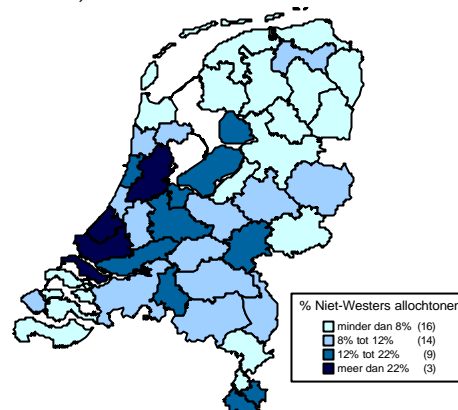 % Niet-Westers allochtonen
minder dan 8% (16)
8% tot 12% (14)
12% tot 22% (9)
meer dan 22% (3)